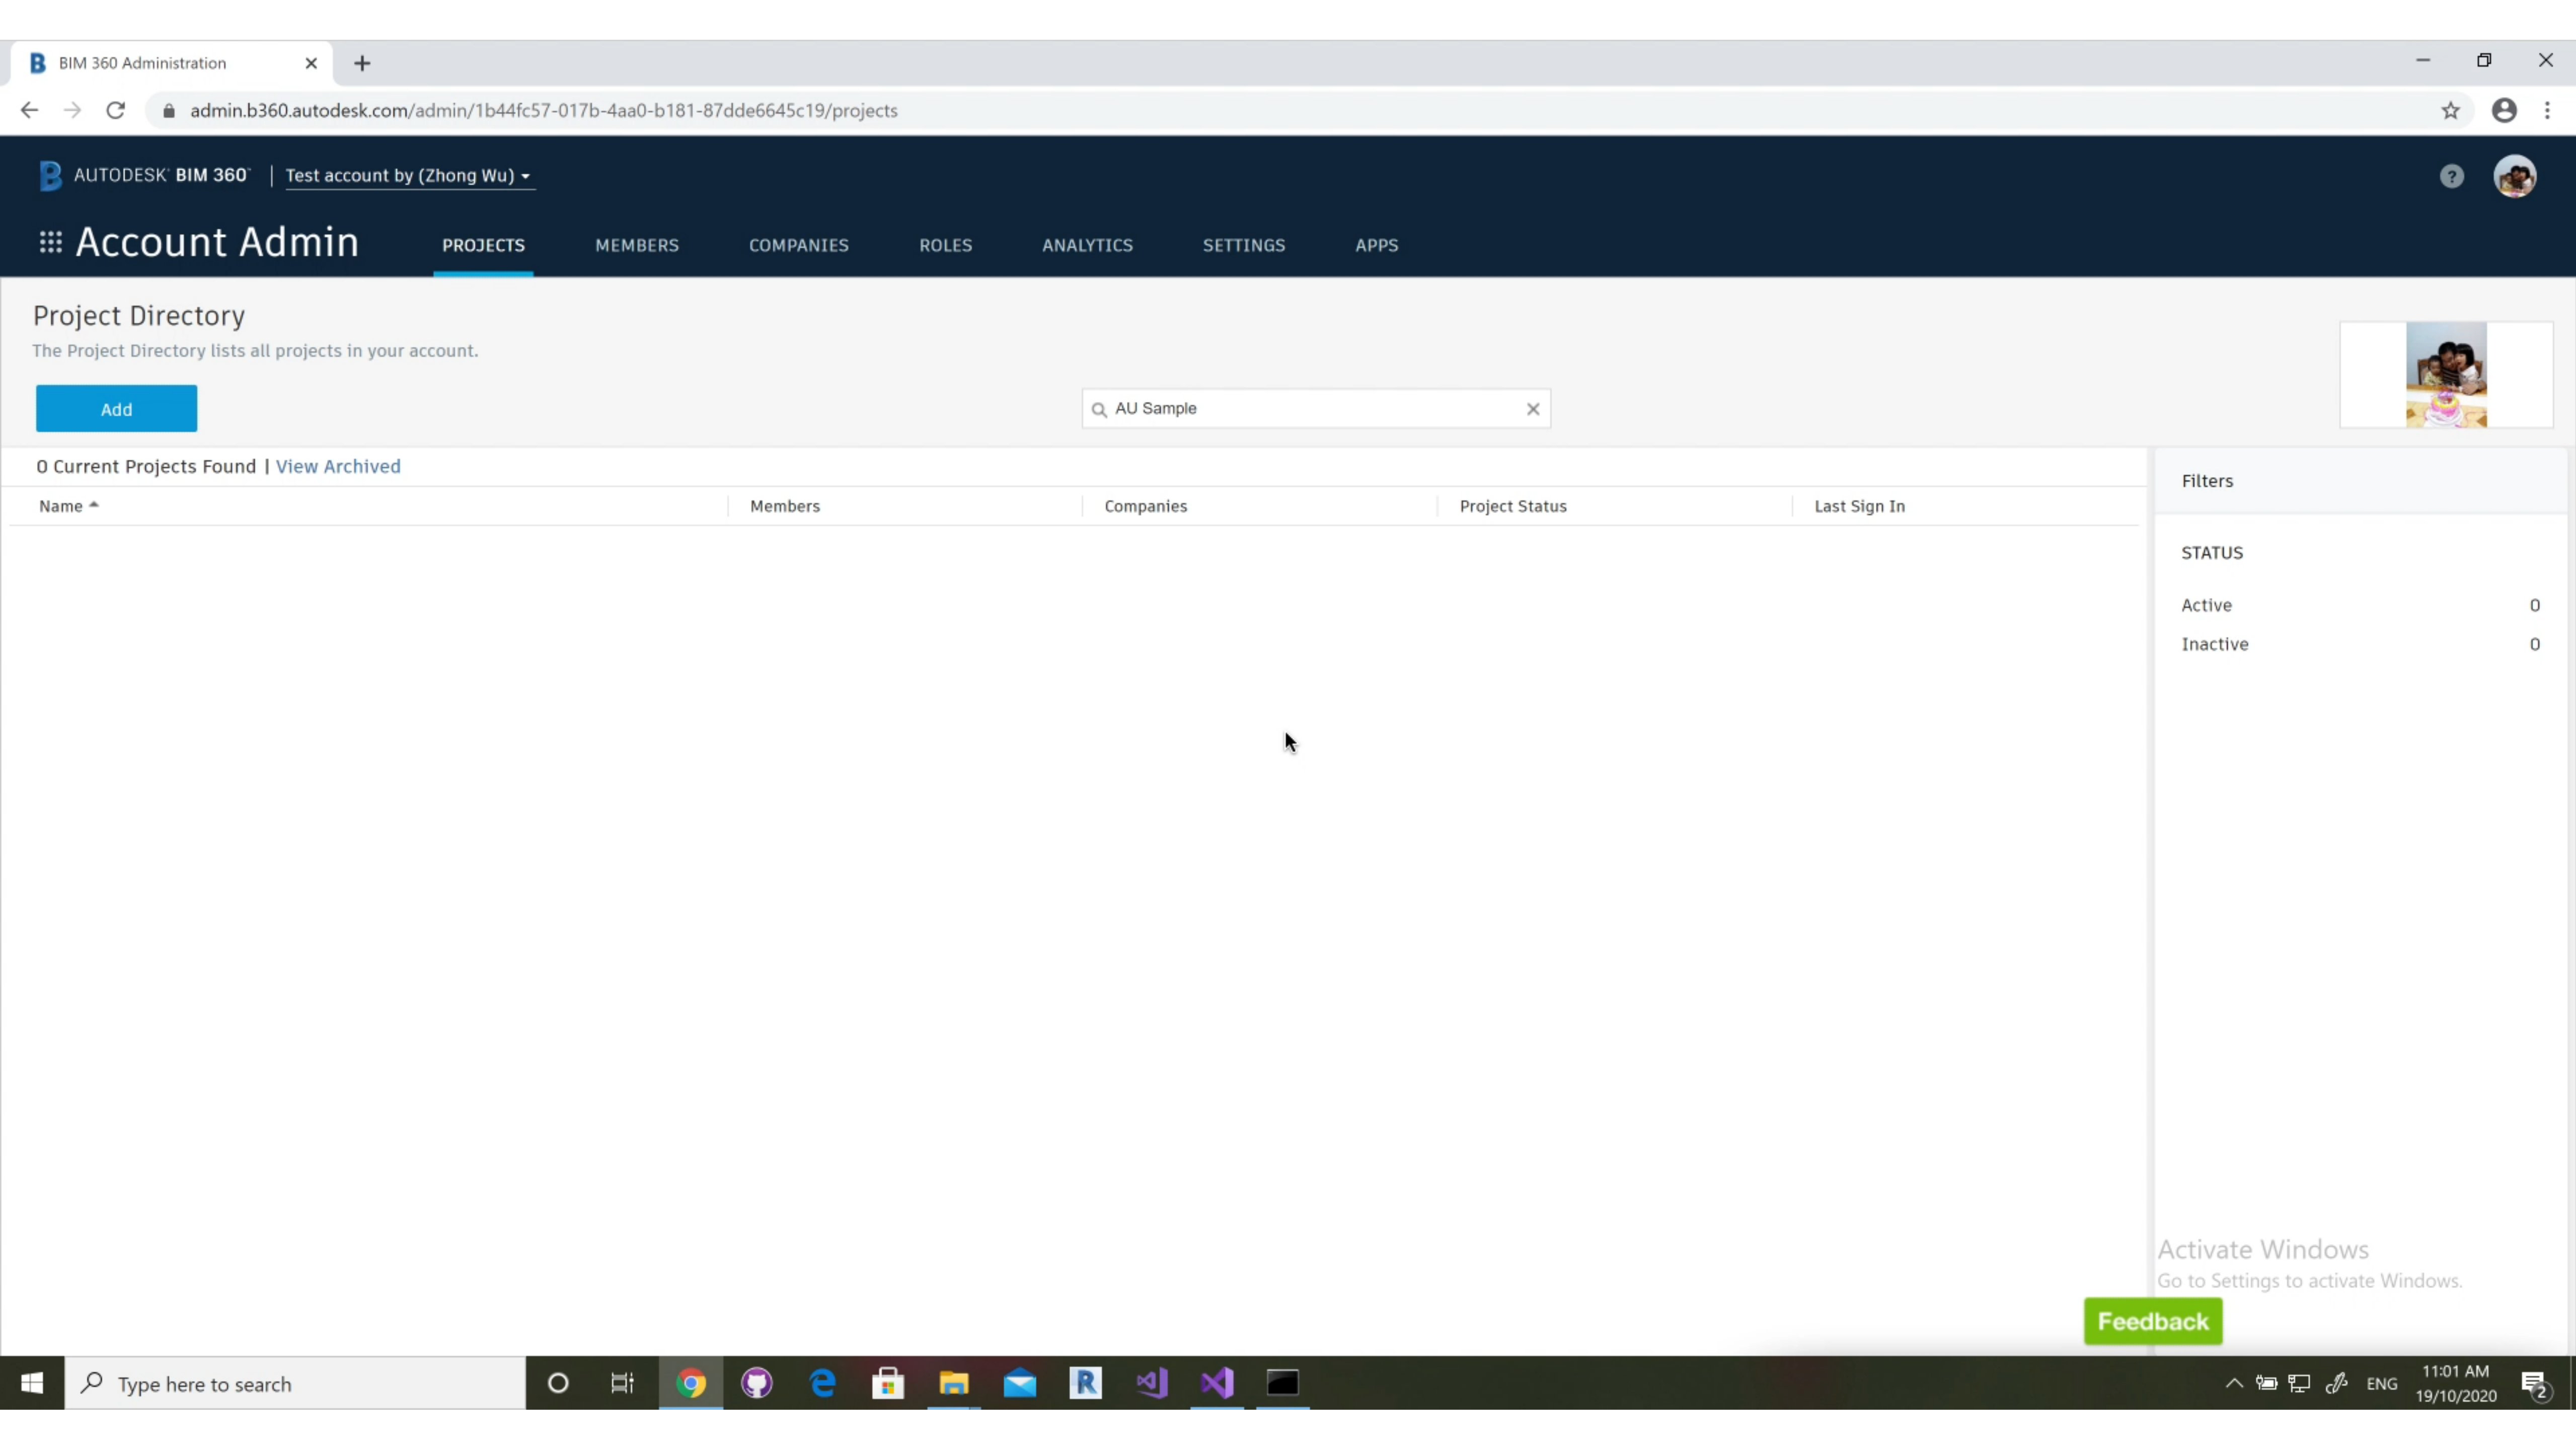 BIM 360 Administration
admin.b360.autodesk.com/admin/1b44fc57-017b-4aa0-b181-87dde6645c19/projects
AUTODESK BIM 360 | Test account by (Zhong Wu)
Account Admin
PROJECTS MEMBERS COMPANIES ROLES ANALYTICS SETTINGS APPS
Project Directory
The Project Directory lists all projects in your account.
Add
AU Sample
0 Current Projects Found | View Archived
Name Members Companies Project Status Last Sign In
Filters
STATUS
Active 0
Inactive 0
Activate Windows
Go to Settings to activate Windows.
Feedback
Type here to search
ENG
11:01 AM
19/10/2020
2